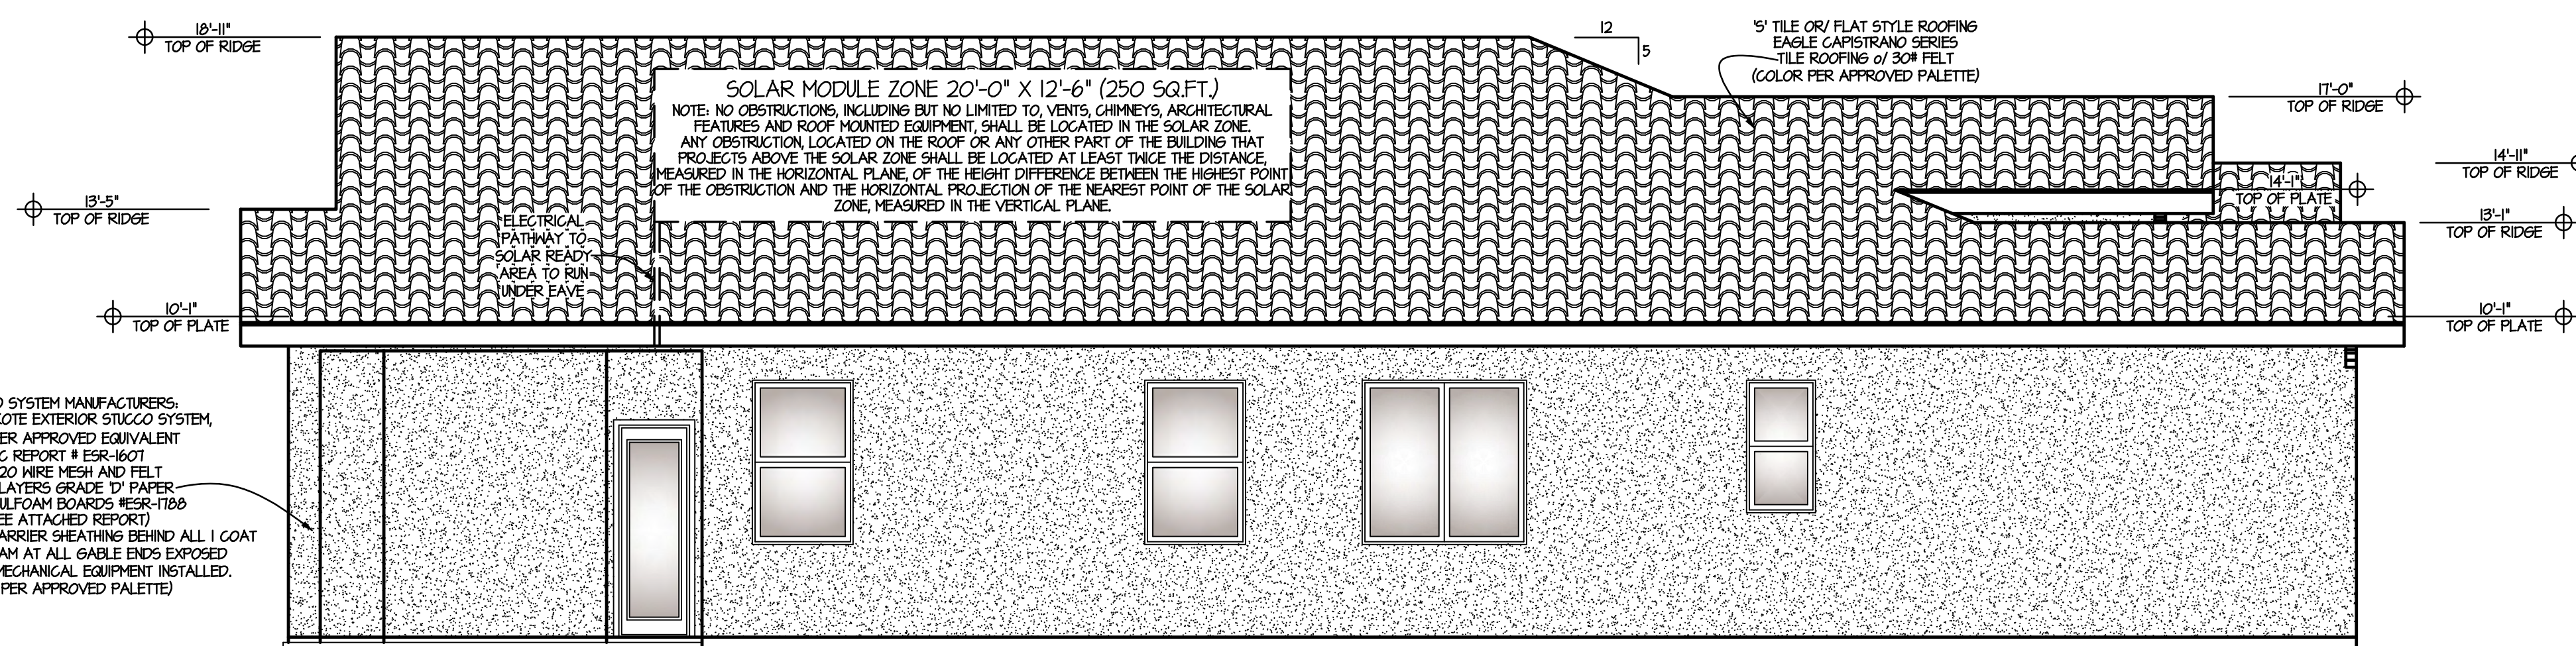 18'-11"
TOP OF RIDGE
13'-5"
TOP OF RIDGE
10'-1"
TOP OF PLATE
SYSTEM MANUFACTURERS:
EXTERIOR STUCCO SYSTEM,
APPROVED EQUIVALENT
REPORT # ESR-1607
20 WIRE MESH AND FELT
LAYERS GRADE 'D' PAPER
BOARDS #ESR-1788
ATTACHED REPORT)
SHEATHING BEHIND ALL 1 COAT
AT ALL GABLE ENDS EXPOSED
MECHANICAL EQUIPMENT INSTALLED.
PER APPROVED PALETTE)
SOLAR MODULE ZONE 20'-0" X 12'-6" (250 SQ.FT.)
NOTE: NO OBSTRUCTIONS, INCLUDING BUT NO LIMITED TO, VENTS, CHIMNEYS, ARCHITECTURAL
FEATURES AND ROOF MOUNTED EQUIPMENT, SHALL BE LOCATED IN THE SOLAR ZONE.
ANY OBSTRUCTION, LOCATED ON THE ROOF OR ANY OTHER PART OF THE BUILDING THAT
PROJECTS ABOVE THE SOLAR ZONE SHALL BE LOCATED AT LEAST TWICE THE DISTANCE,
MEASURED IN THE HORIZONTAL PLANE, OF THE HEIGHT DIFFERENCE BETWEEN THE HIGHEST POINT
OF THE OBSTRUCTION AND THE HORIZONTAL PROJECTION OF THE NEAREST POINT OF THE SOLAR
ZONE, MEASURED IN THE VERTICAL PLANE.
ELECTRICAL
PATHWAY TO
SOLAR READY
AREA TO RUN
UNDER EAVE
12
5
'S' TILE OR/ FLAT STYLE ROOFING
EAGLE CAPISTRANO SERIES
TILE ROOFING o/ 30# FELT
(COLOR PER APPROVED PALETTE)
17'-0"
TOP OF RIDGE
14'-11"
TOP OF RIDGE
14'-1"
TOP OF PLATE
13'-1"
TOP OF RIDGE
10'-1"
TOP OF PLATE